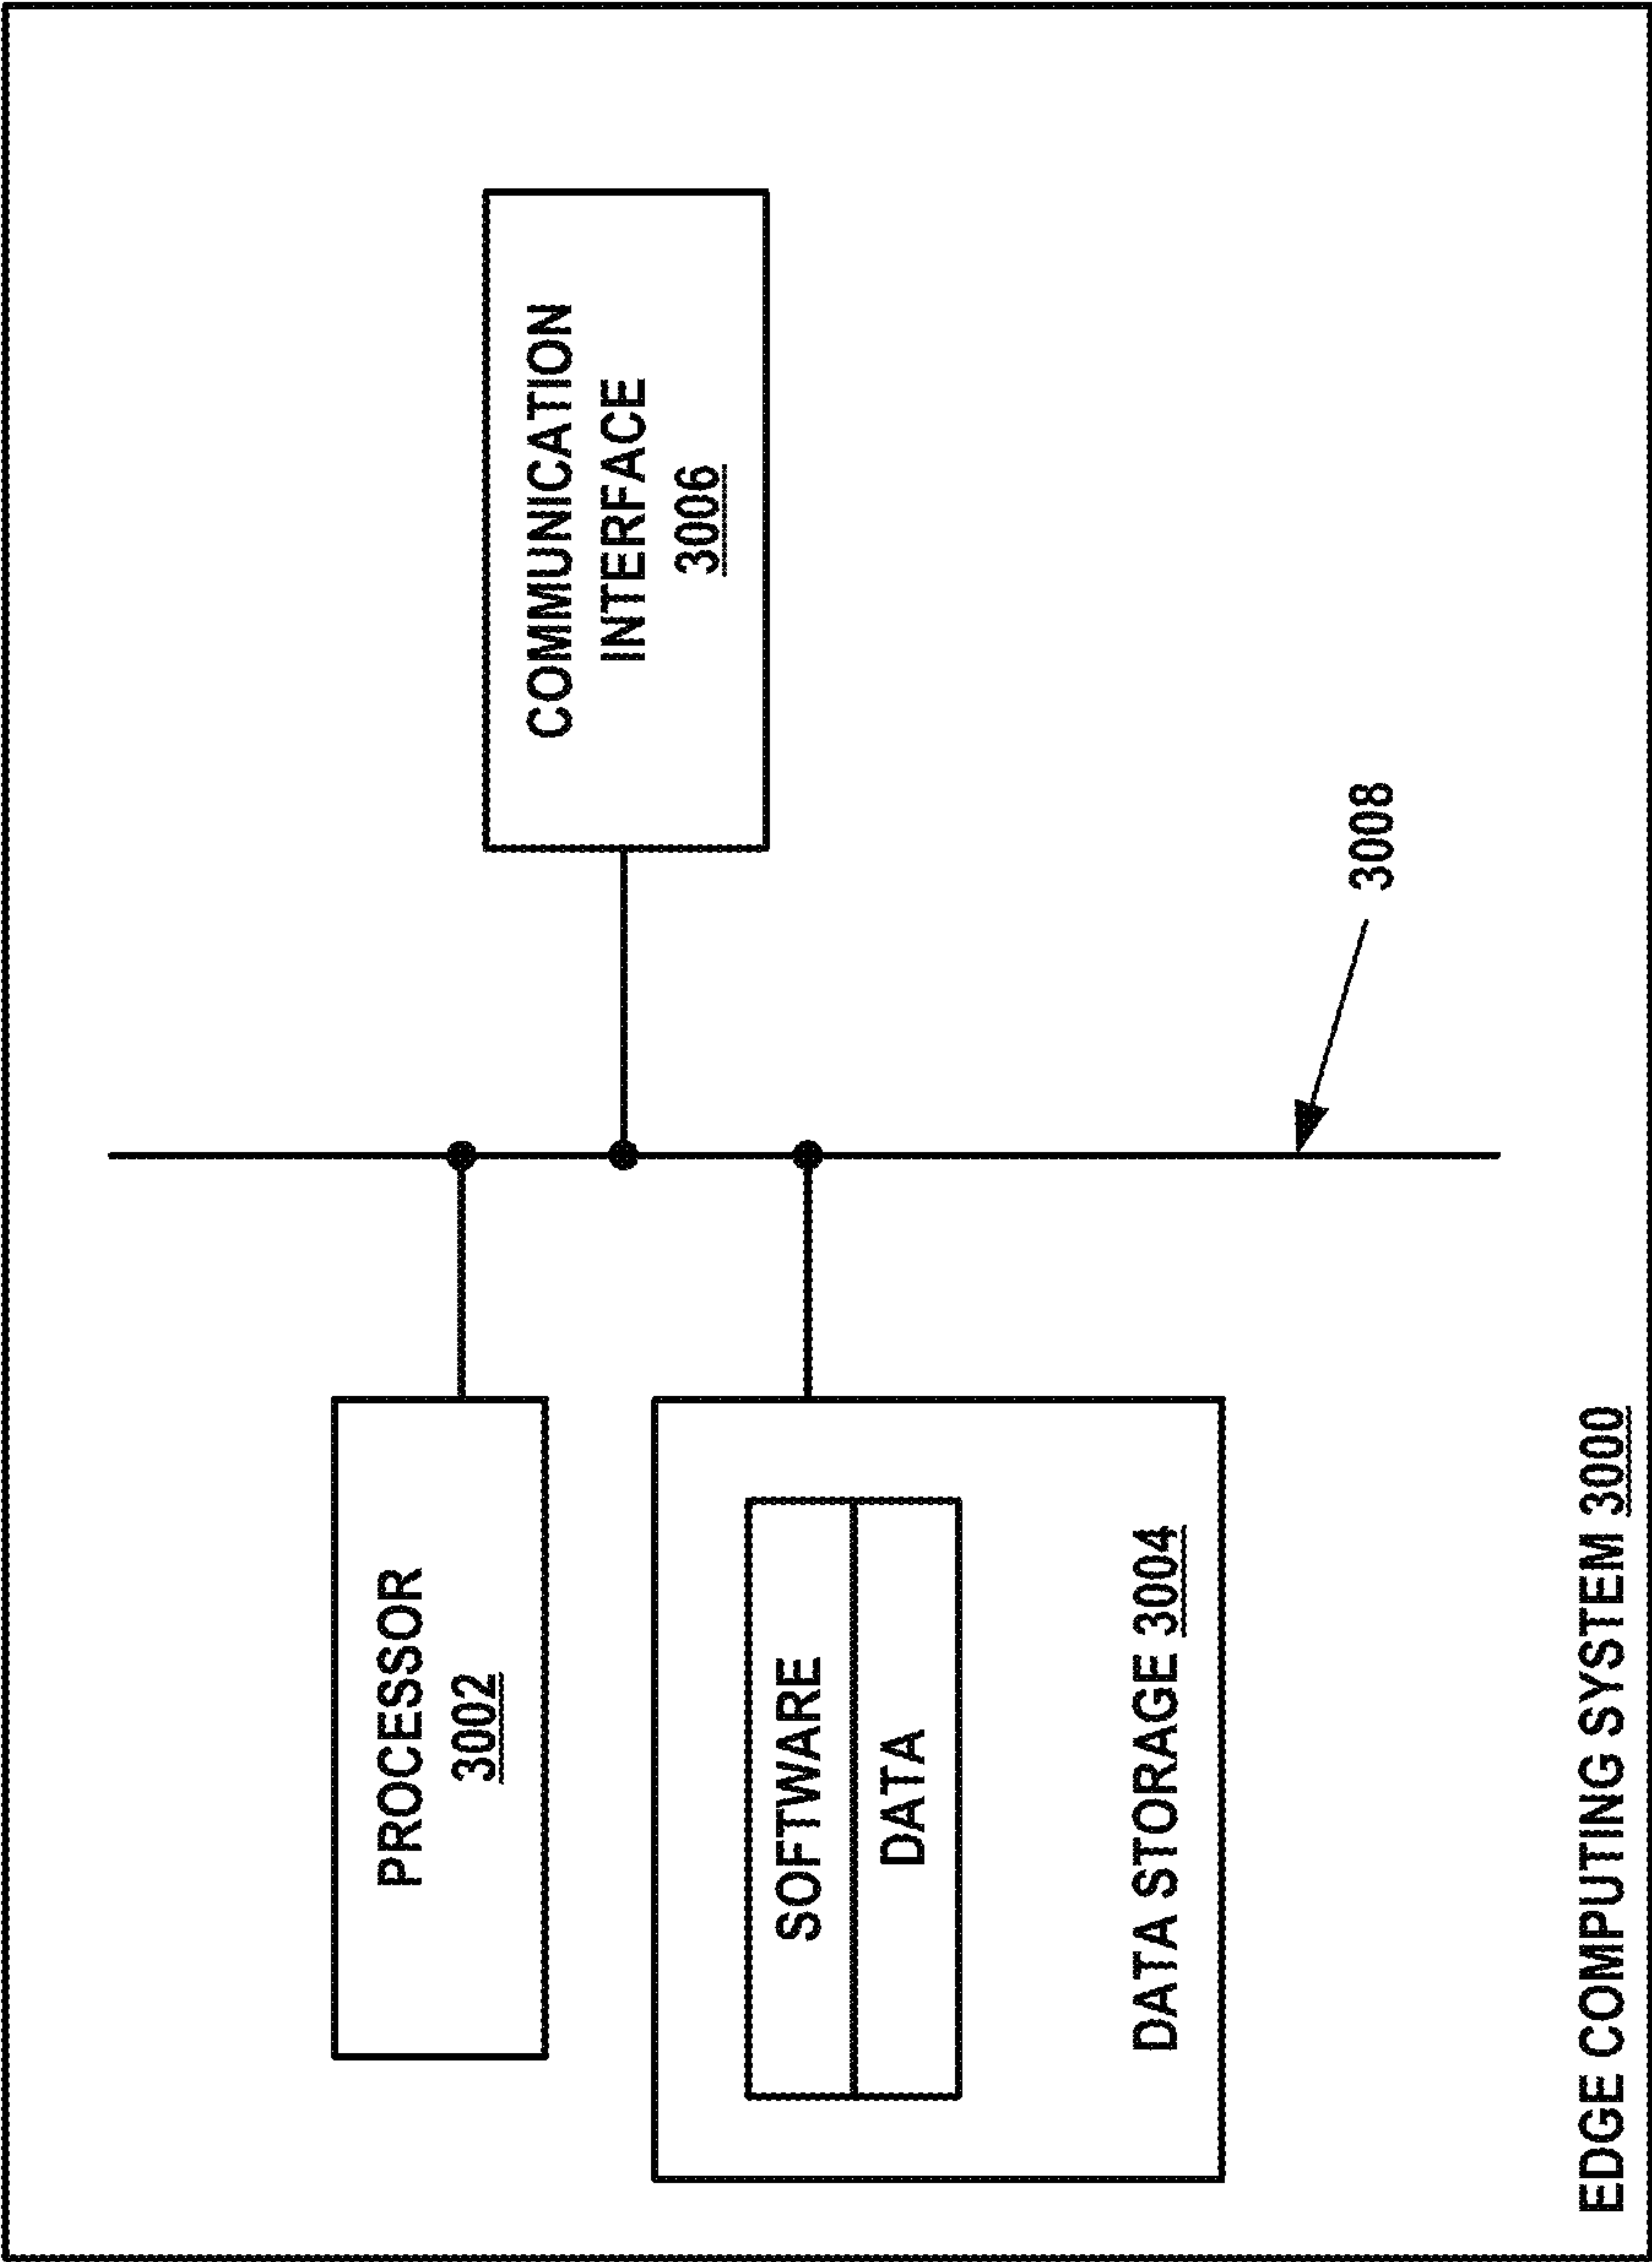 PROCESSOR
3002
COMMUNICATION
INTERFACE
3006
SOFTWARE
DATA
DATA STORAGE 3004
3008
EDGE COMPUTING SYSTEM 3000